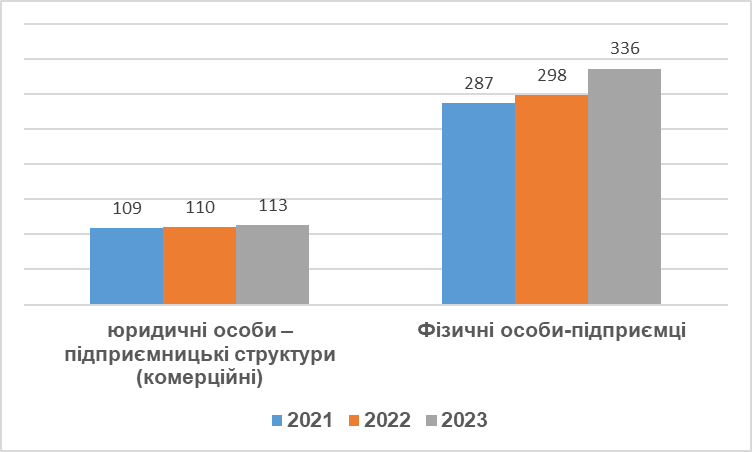 336
298
287
109
110
113
юридичні особи –
підприємницькі структури
(комерційні)
Фізичні особи-підприємці
2021
2022
2023